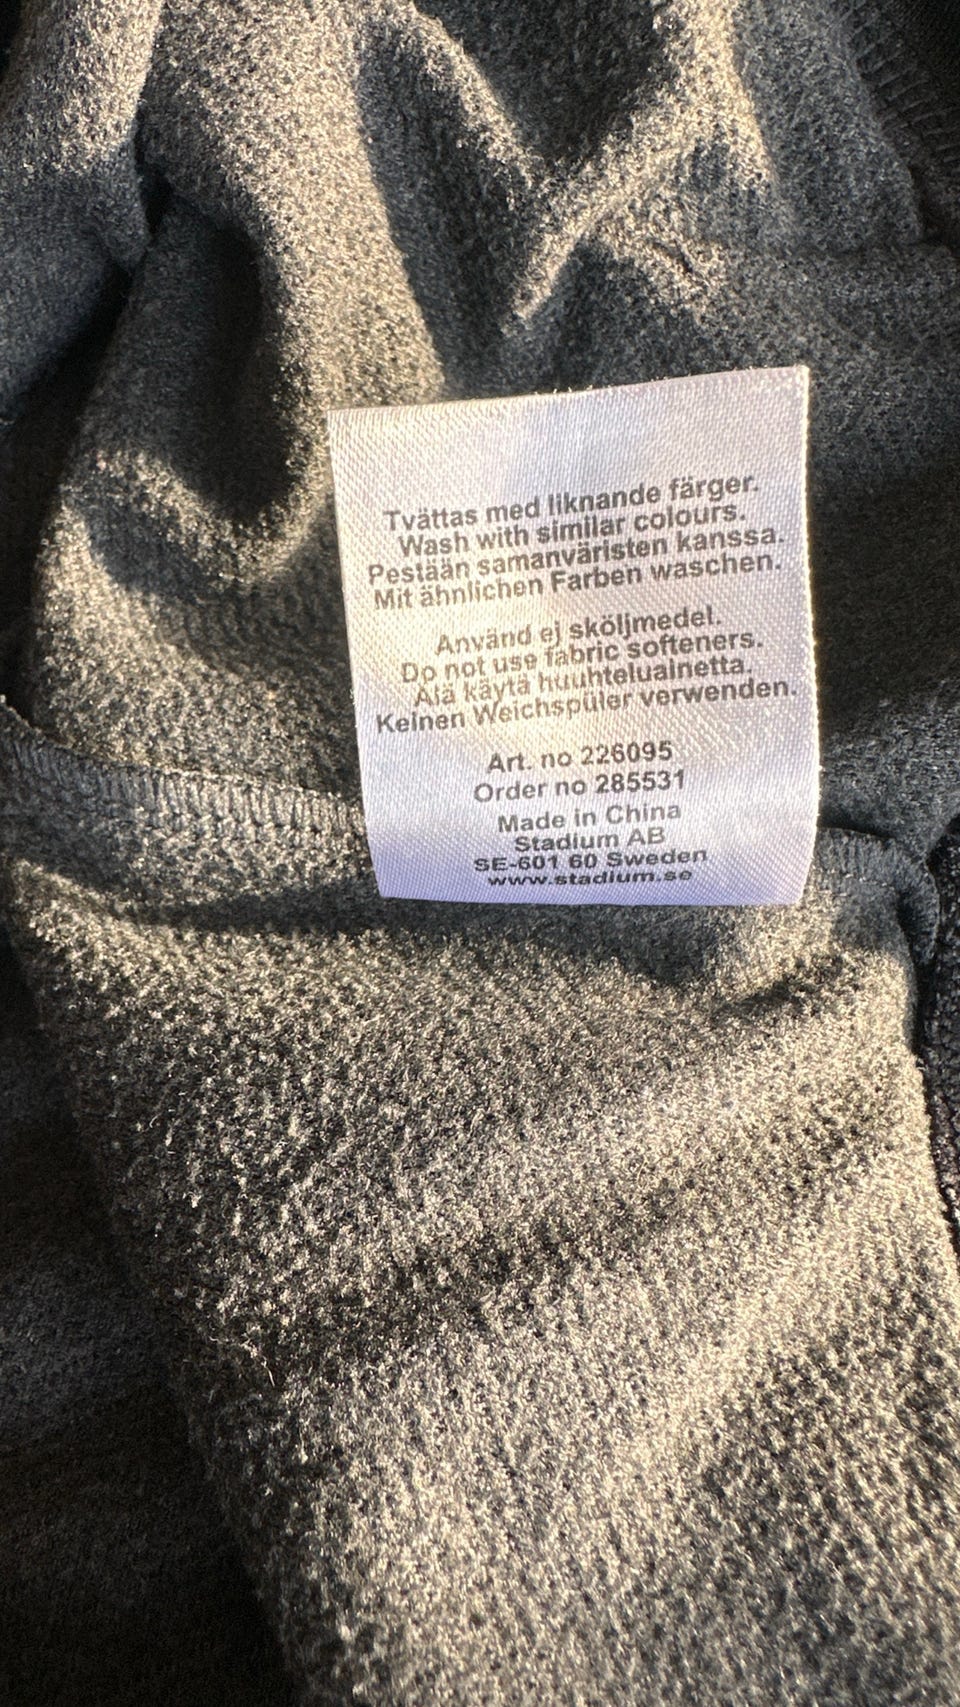 Tvättas med liknande färger.
Wash with similar colours.
Pestään samanväristen kanssa.
Mit ähnlichen Farben waschen.
Använd ej sköljmedel.
Do not use fabric softeners.
Älä käytä huuhteluainetta.
Keinen Weichspüler verwenden.
Art. no 226095
Order no 285531
Made in China
Stadium AB
SE-601 60 Sweden
www.stadium.se